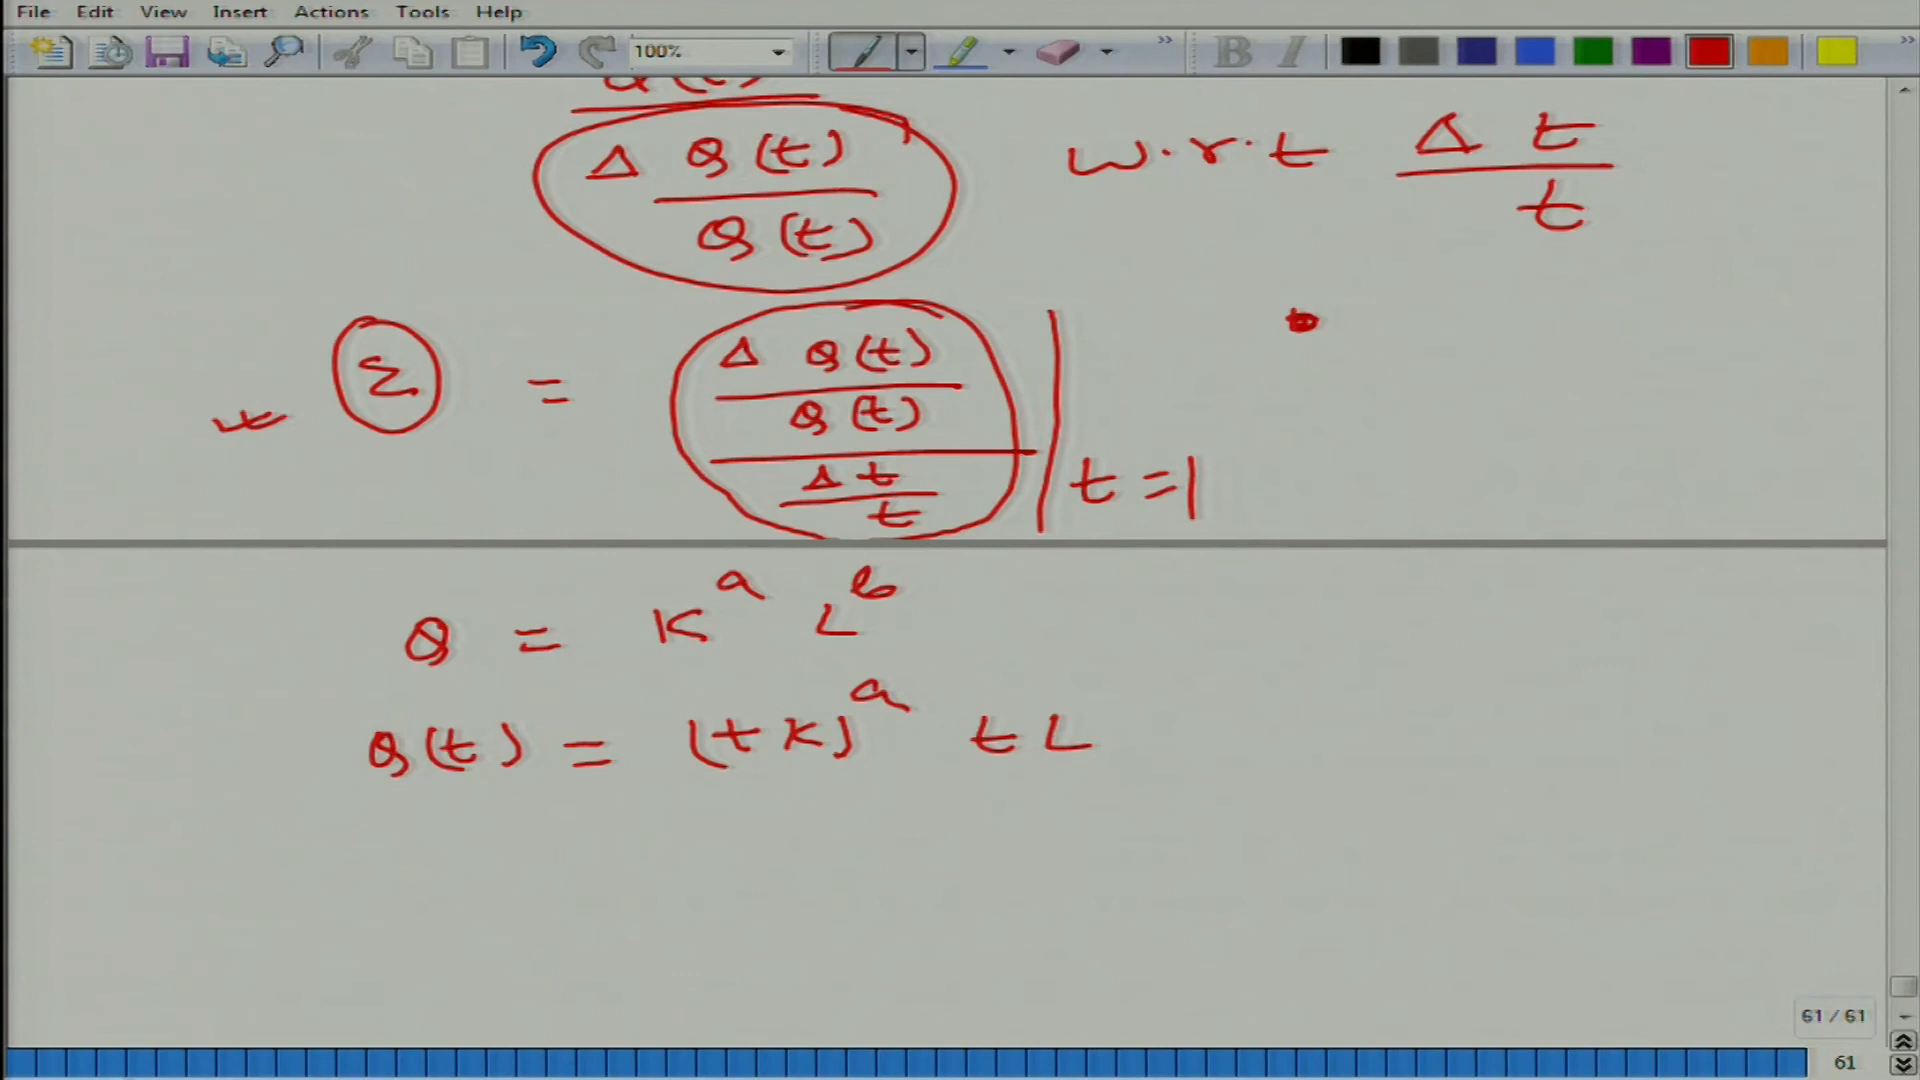 File Edit View Insert Actions Tools Help
100%
Q(t)
Δ Q(t) / Q(t) w.r.t Δt / t
Σ = Δ Q(t) / Q(t) / Δt / t | t=1
Q = K^a L^b
Q(t) = (tK)^a tL
61 / 61
61